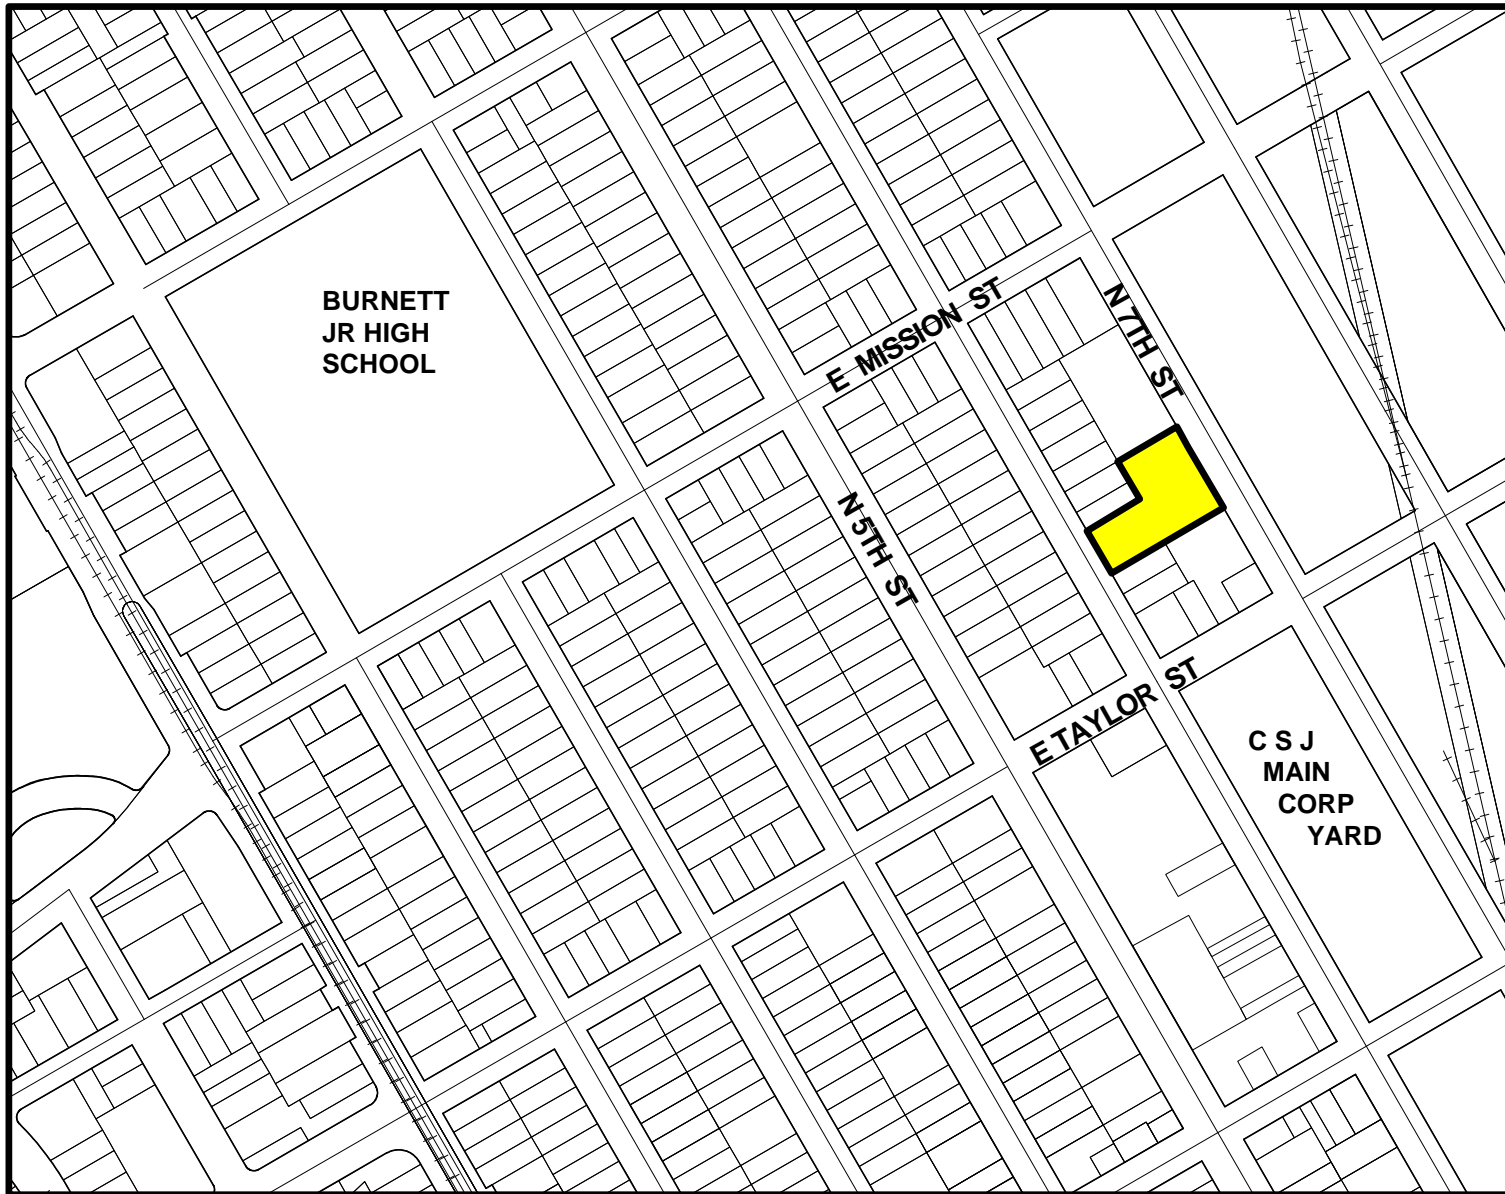 BURNETT
JR HIGH
SCHOOL
E MISSION ST
N 7TH ST
N 5TH ST
E TAYLOR ST
C S J
MAIN
CORP
YARD